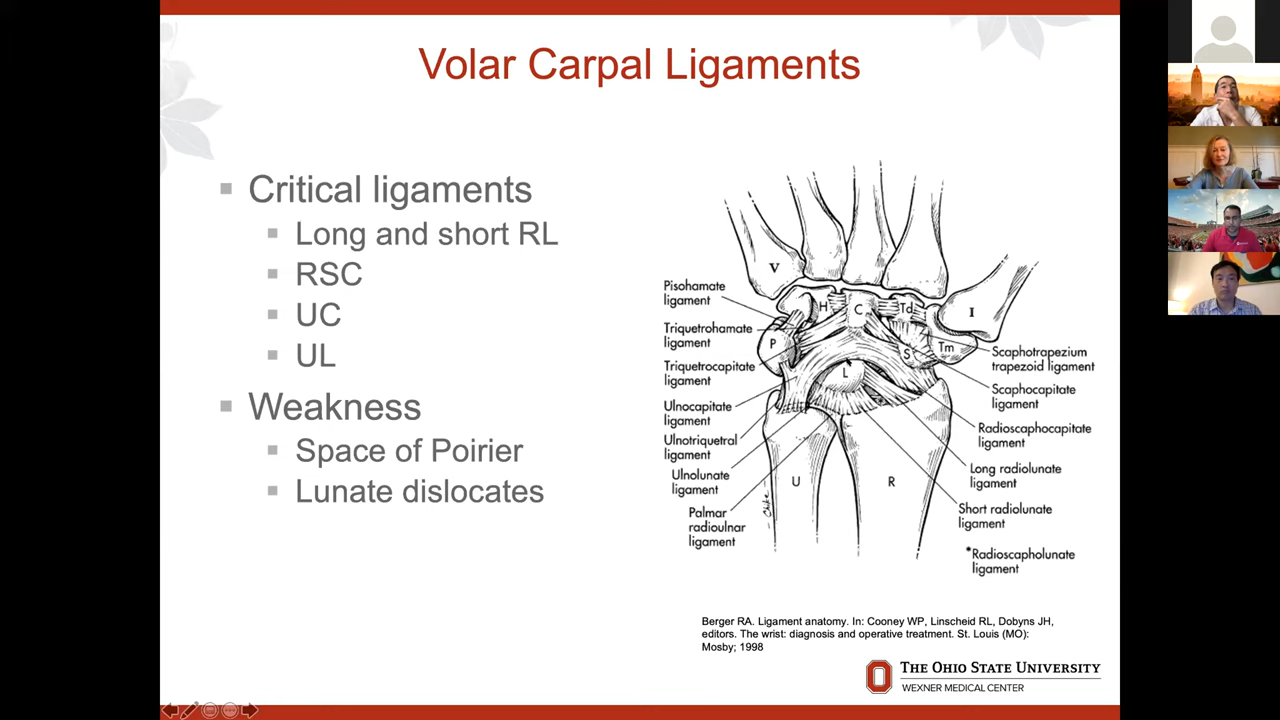 Volar Carpal Ligaments
▪ Critical ligaments
▪ Long and short RL
▪ RSC
▪ UC
▪ UL
▪ Weakness
▪ Space of Poirier
▪ Lunate dislocates
V
I
H
C
Td
P
S
Tm
L
U
R
Pisohamate
ligament
Triquetrohamate
ligament
Triquetrocapitate
ligament
Ulnocapitate
ligament
Ulnotriquetral
ligament
Ulnolunate
ligament
Palmar
radioulnar
ligament
Scaphotrapezium
trapezoid ligament
Scaphocapitate
ligament
Radioscaphocapitate
ligament
Long radiolunate
ligament
Short radiolunate
ligament
*Radioscapholunate
ligament
Berger RA. Ligament anatomy. In: Cooney WP, Linscheid RL, Dobyns JH,
editors. The wrist: diagnosis and operative treatment. St. Louis (MO):
Mosby; 1998
THE OHIO STATE UNIVERSITY
WEXNER MEDICAL CENTER